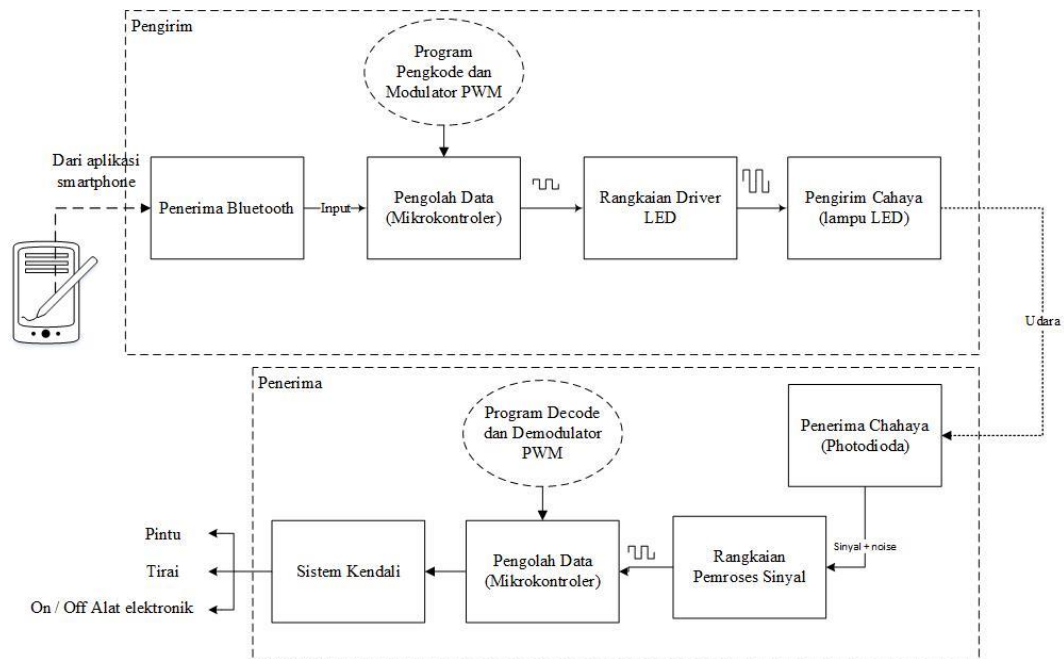 Pengirim
Program
Pengkode dan
Modulator PWM
Dari aplikasi
smartphone
Penerima Bluetooth
Input
Pengolah Data
(Mikrokontroler)
Rangkaian Driver
LED
Pengirim Cahaya
(lampu LED)
Udara
Penerima
Program Decode
dan Demodulator
PWM
Penerima Chahaya
(Photodioda)
Sinyal + noise
Rangkaian
Pemroses Sinyal
Pengolah Data
(Mikrokontroler)
Sistem Kendali
Pintu
Tirai
On / Off Alat elektronik